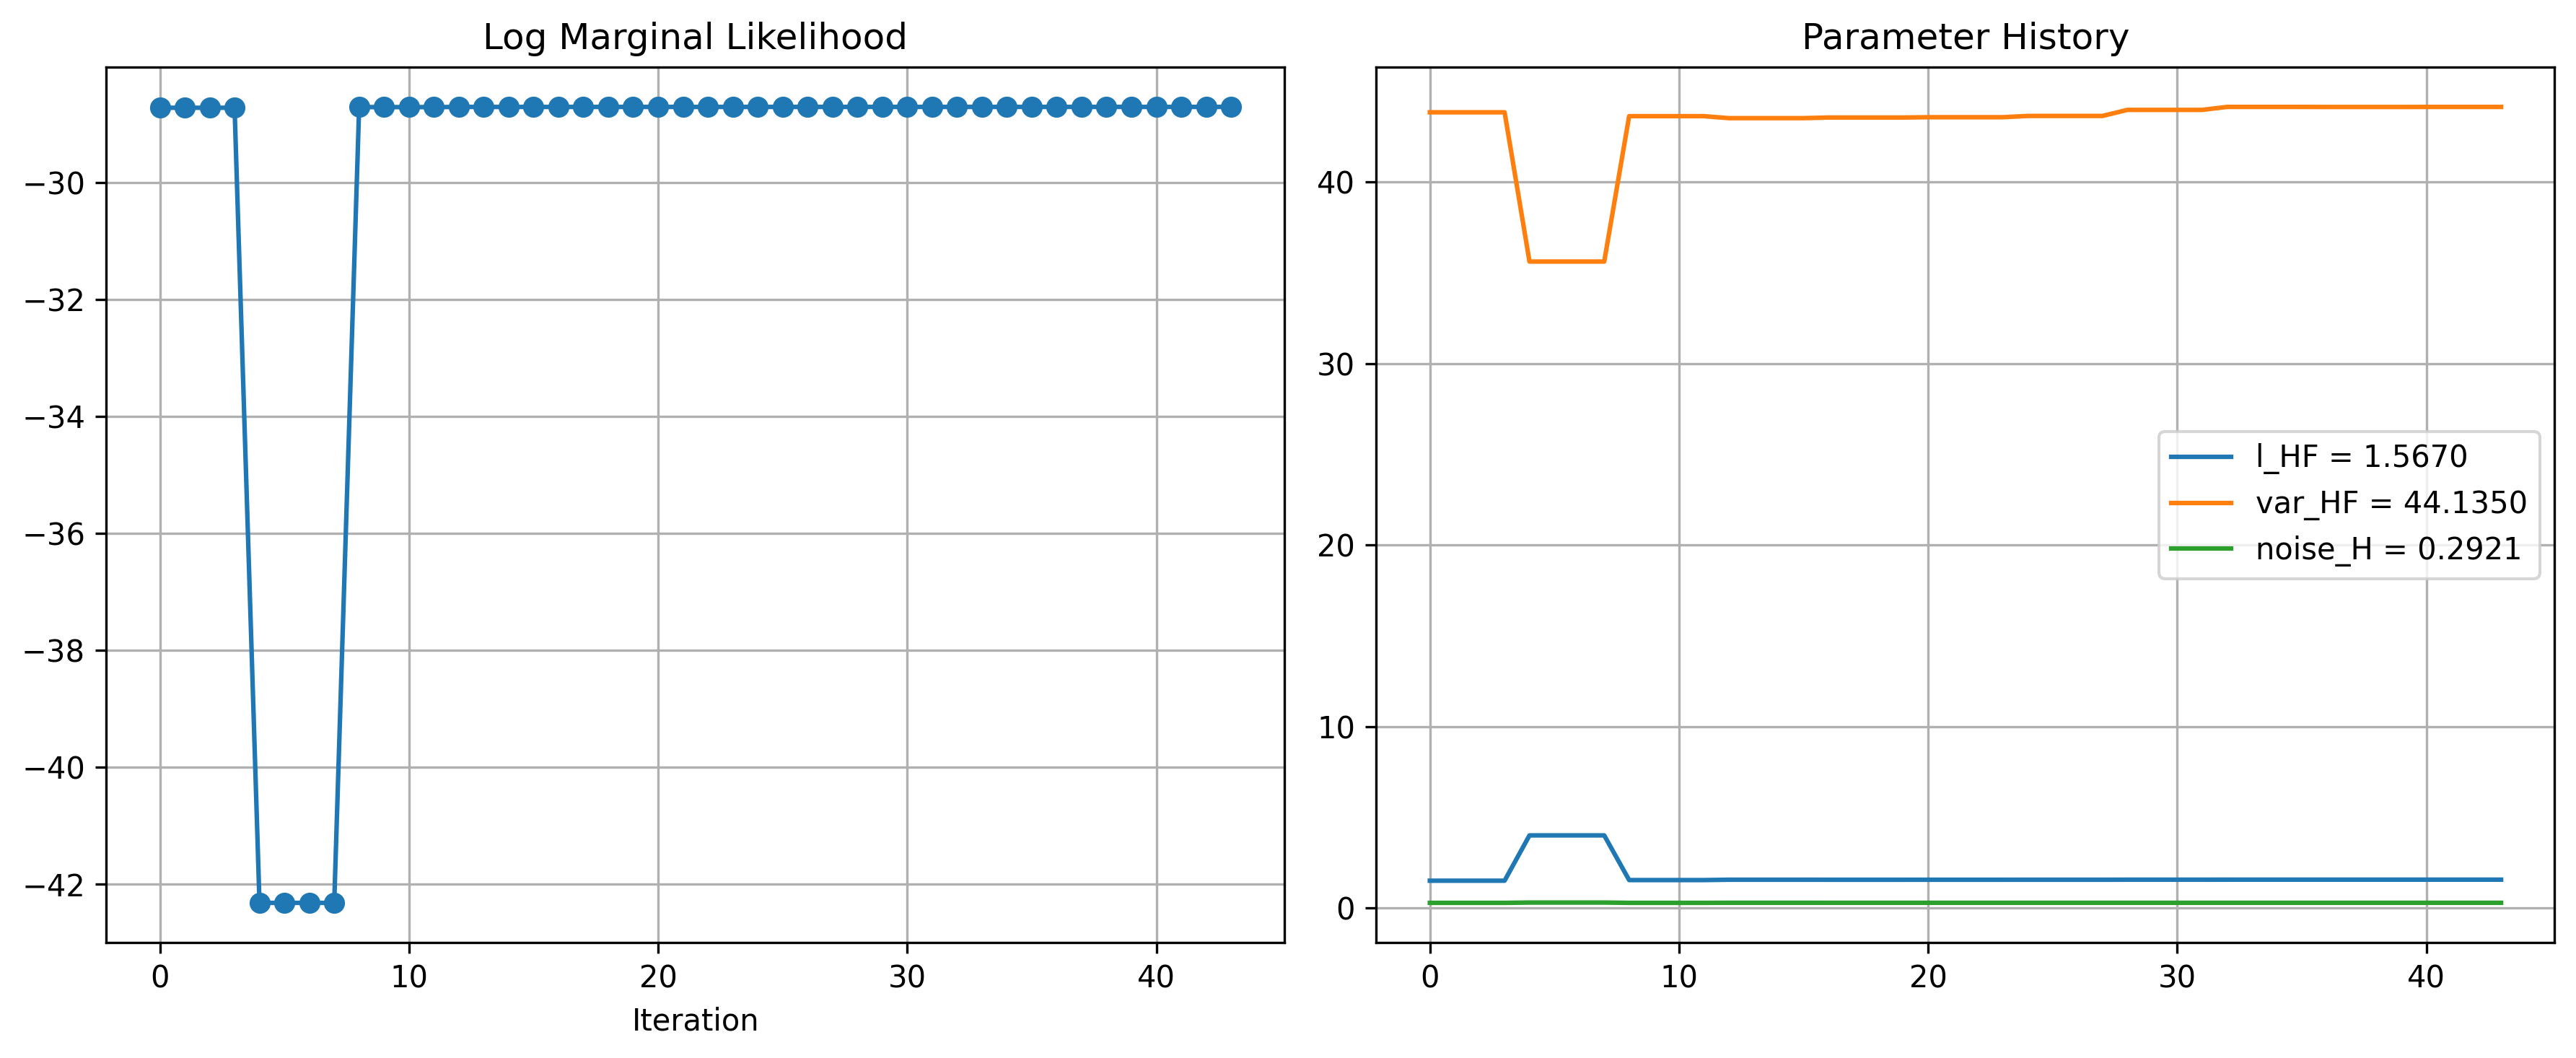 Log Marginal Likelihood
−30
−32
−34
−36
−38
−40
−42
0 10 20 30 40
Iteration
Parameter History
40
30
20
10
0
l_HF = 1.5670
var_HF = 44.1350
noise_H = 0.2921
0 10 20 30 40